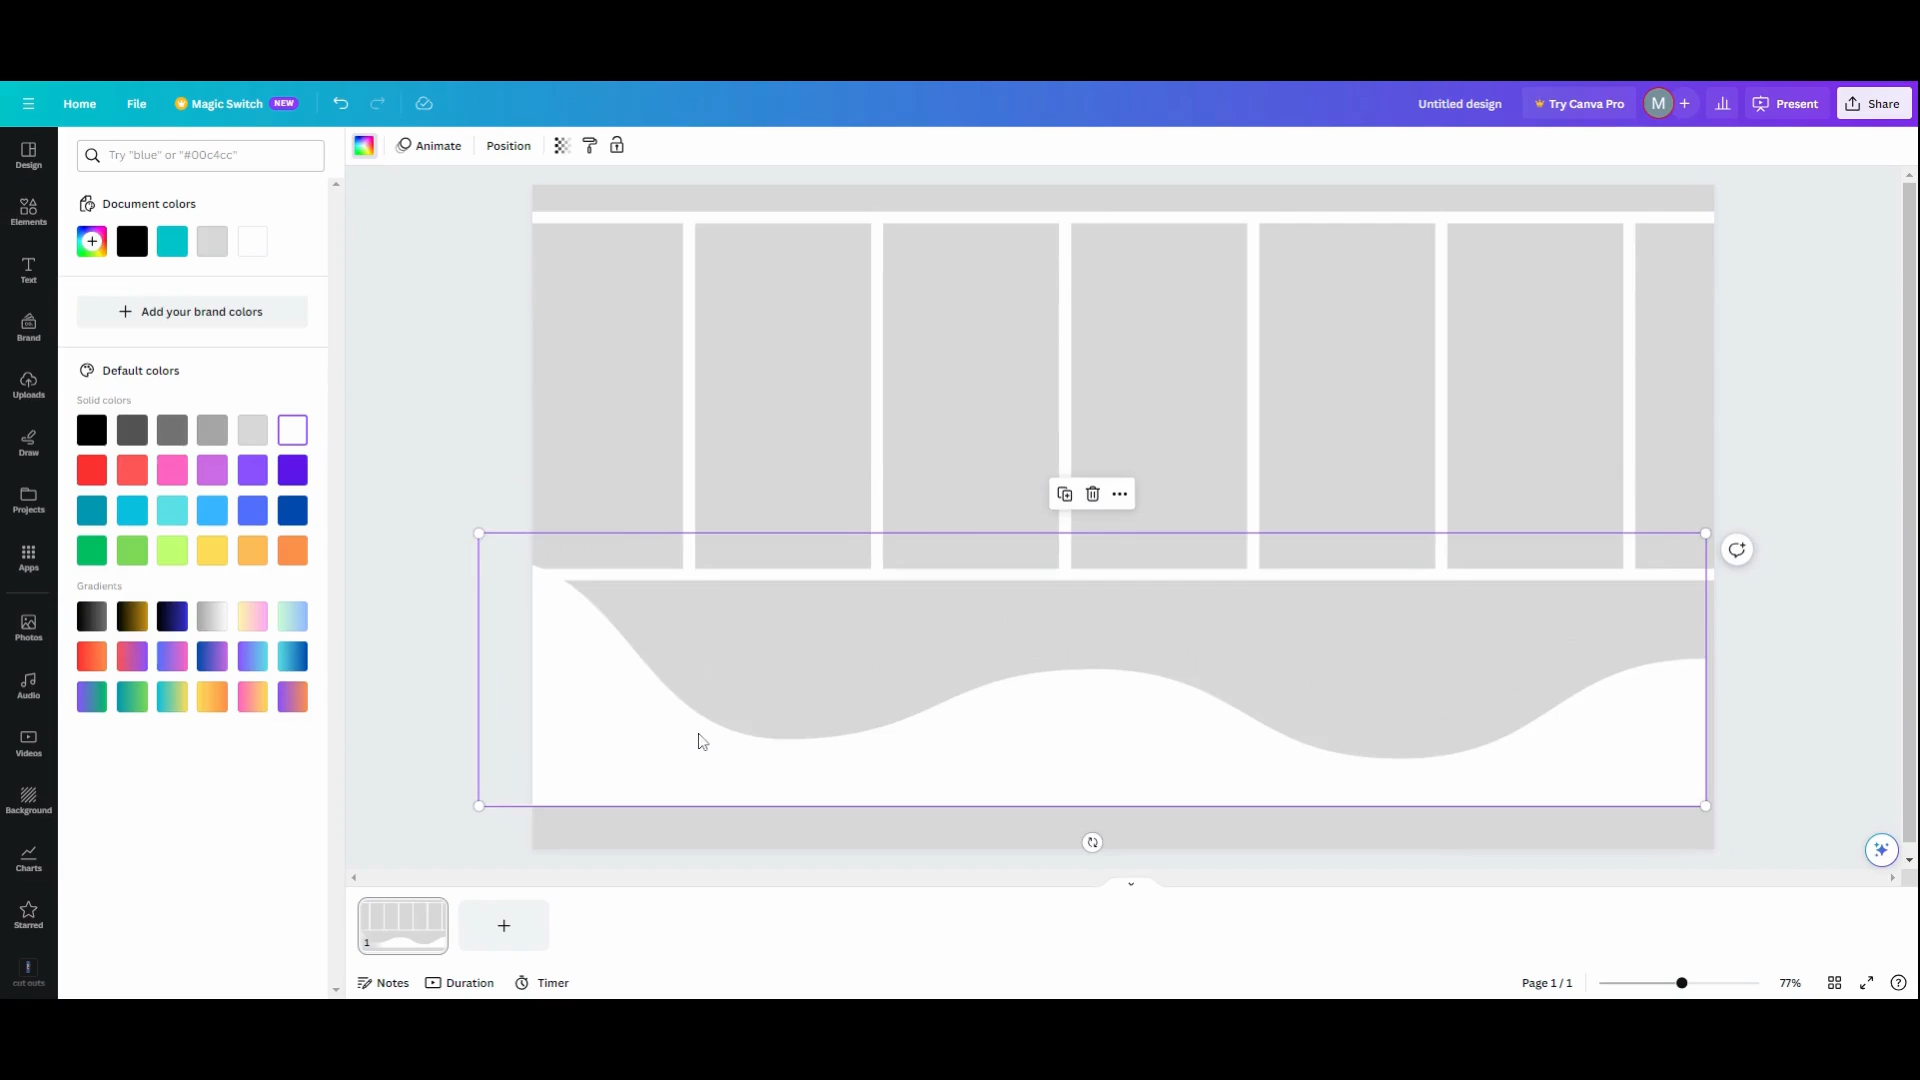 Home File Magic Switch NEW Untitled design Try Canva Pro M + Present Share
Animate Position
Try "blue" or "#00c4cc"
Document colors
Add your brand colors
Default colors
Solid colors
Gradients
Design
Elements
Text
Brand
Uploads
Draw
Projects
Apps
Photos
Audio
Videos
Background
Charts
Starred
cut outs
1
Notes Duration Timer Page 1 / 1 77%